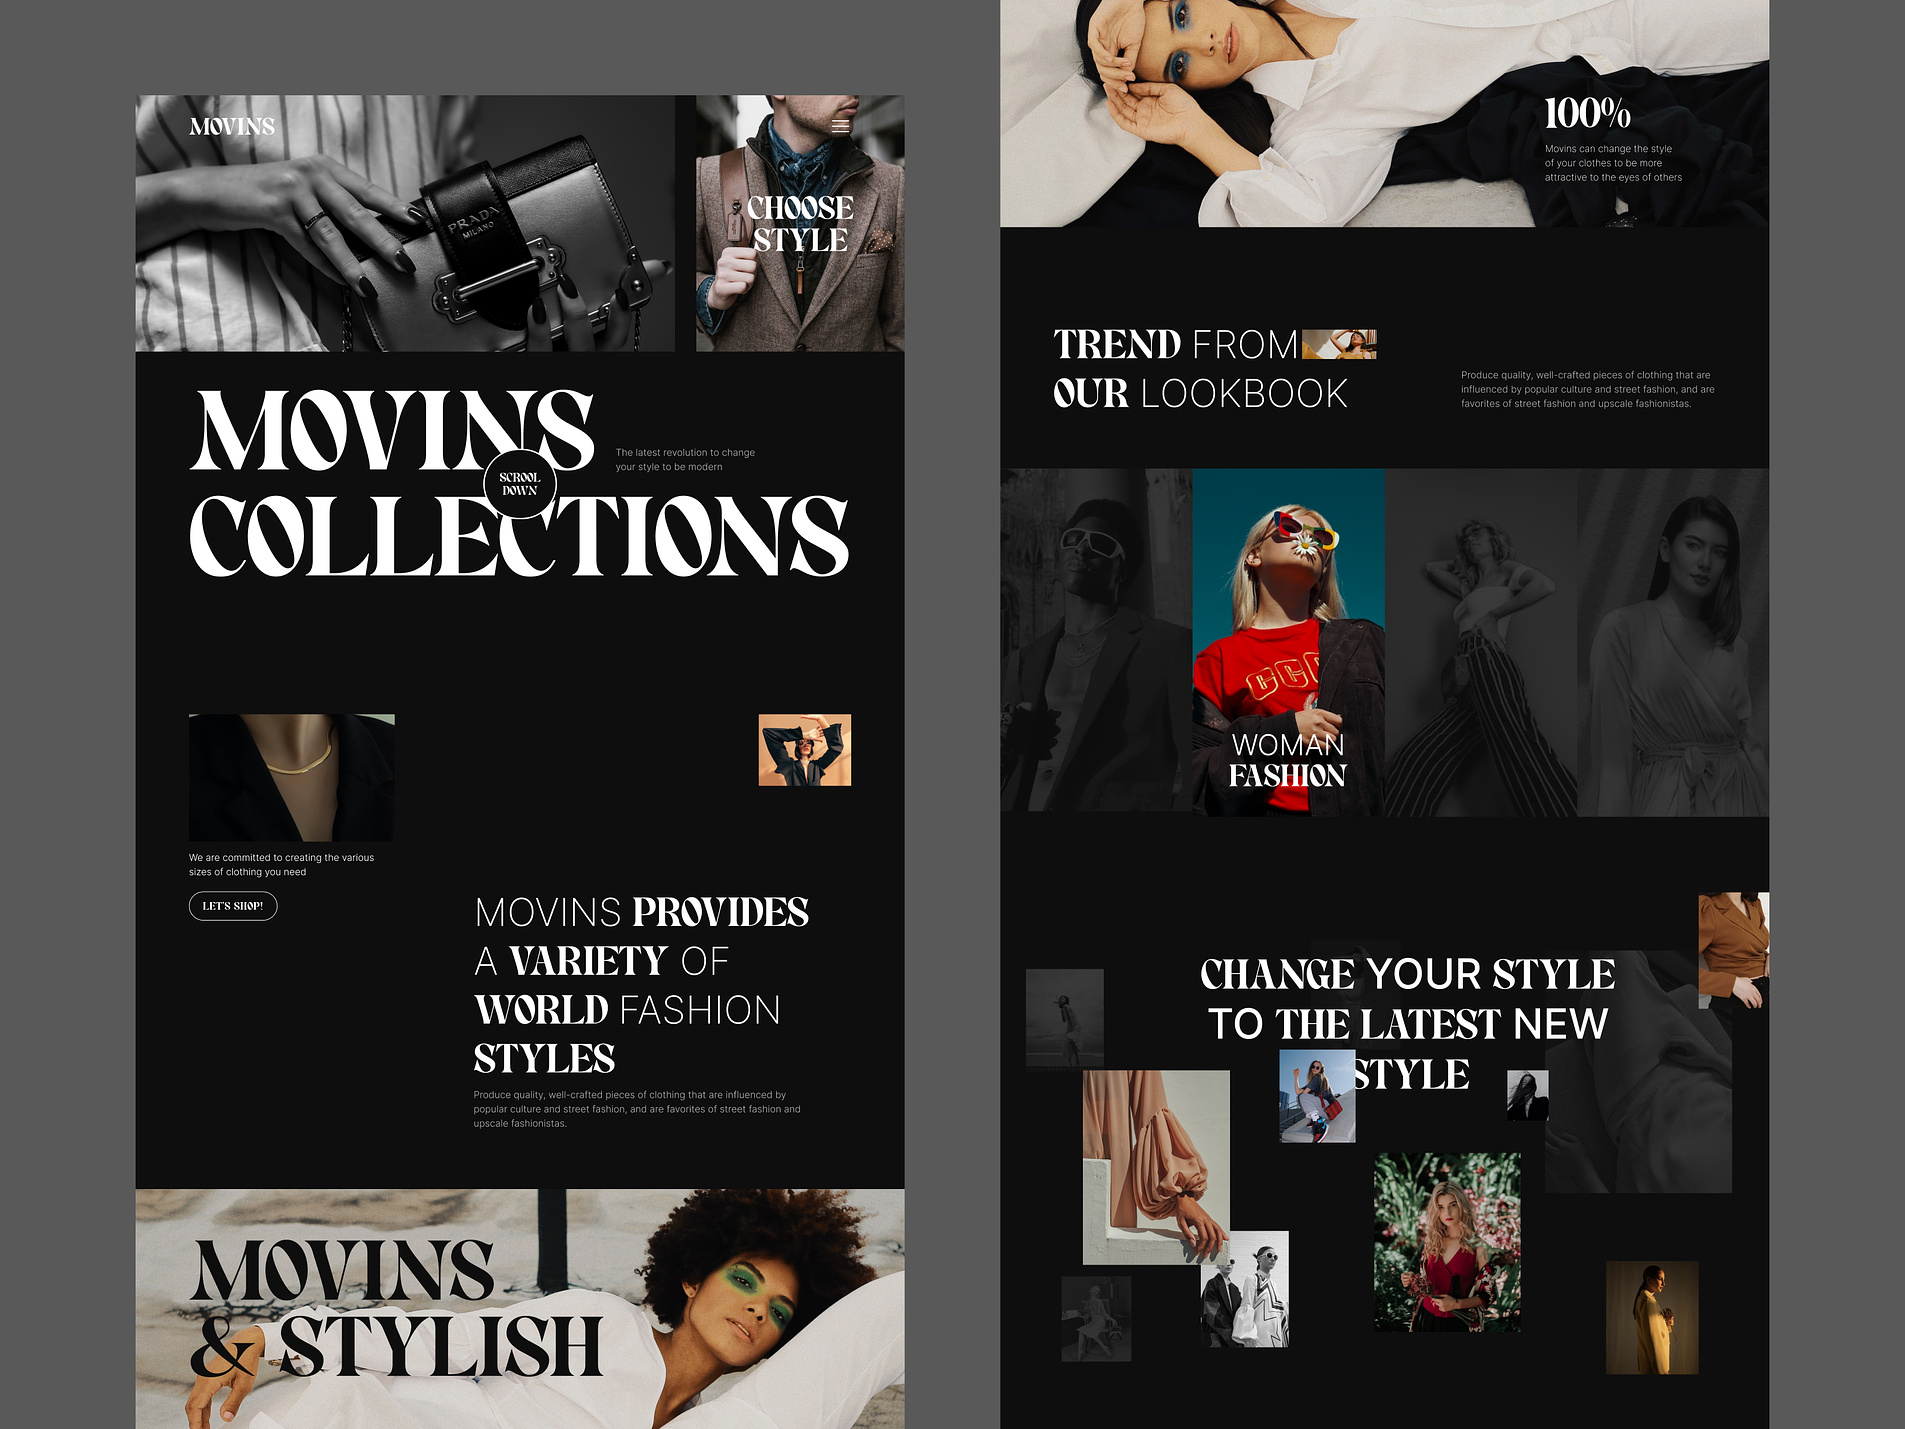 MOVINS
PRADA
MILANO
CHOOSE
STYLE
MOVINS
The latest revolution to change
your style to be modern
SCROOL
DOWN
COLLECTIONS
We are committed to creating the various
sizes of clothing you need
LET'S SHOP!
MOVINS PROVIDES
A VARIETY OF
WORLD FASHION
STYLES
Produce quality, well-crafted pieces of clothing that are influenced by
popular culture and street fashion, and are favorites of street fashion and
upscale fashionistas.
MOVINS
& STYLISH
100%
Movins can change the style
of your clothes to be more
attractive to the eyes of others
TREND FROM
OUR LOOKBOOK
Produce quality, well-crafted pieces of clothing that are
influenced by popular culture and street fashion, and are
favorites of street fashion and upscale fashionistas.
WOMAN
FASHION
CHANGE YOUR STYLE
TO THE LATEST NEW
STYLE